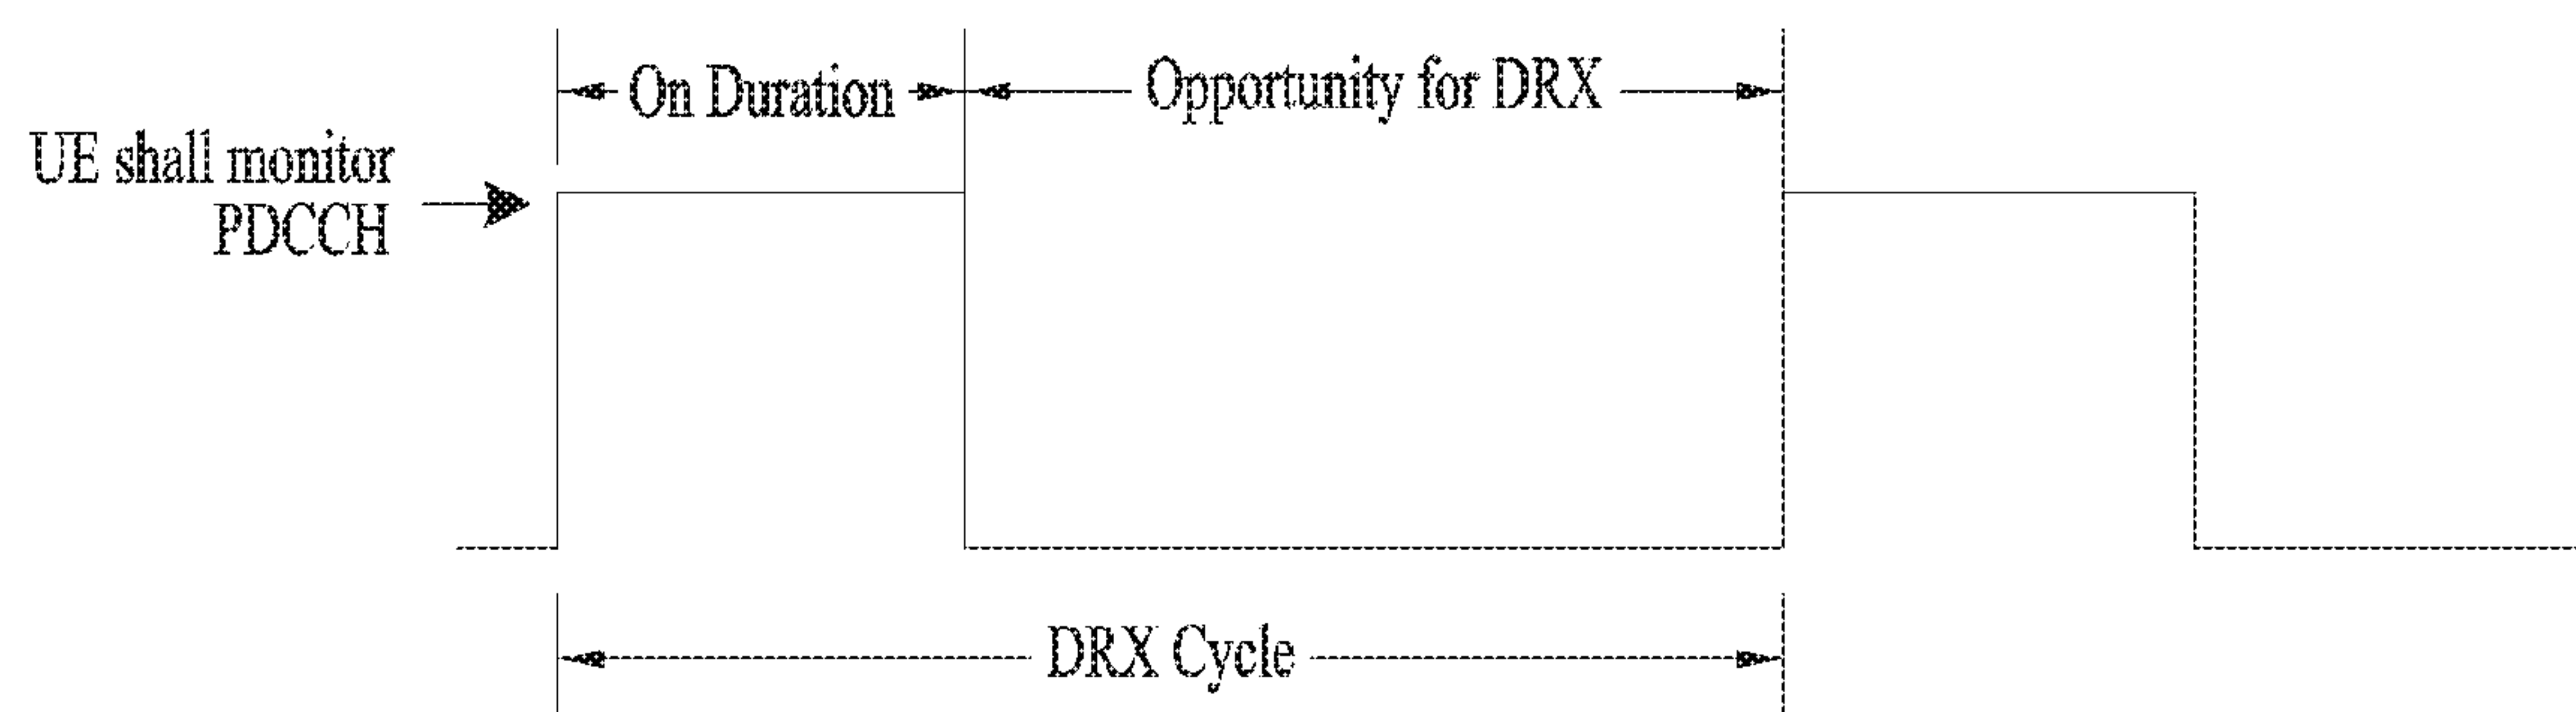 On Duration
Opportunity for DRX
UE shall monitor
PDCCH
DRX Cycle